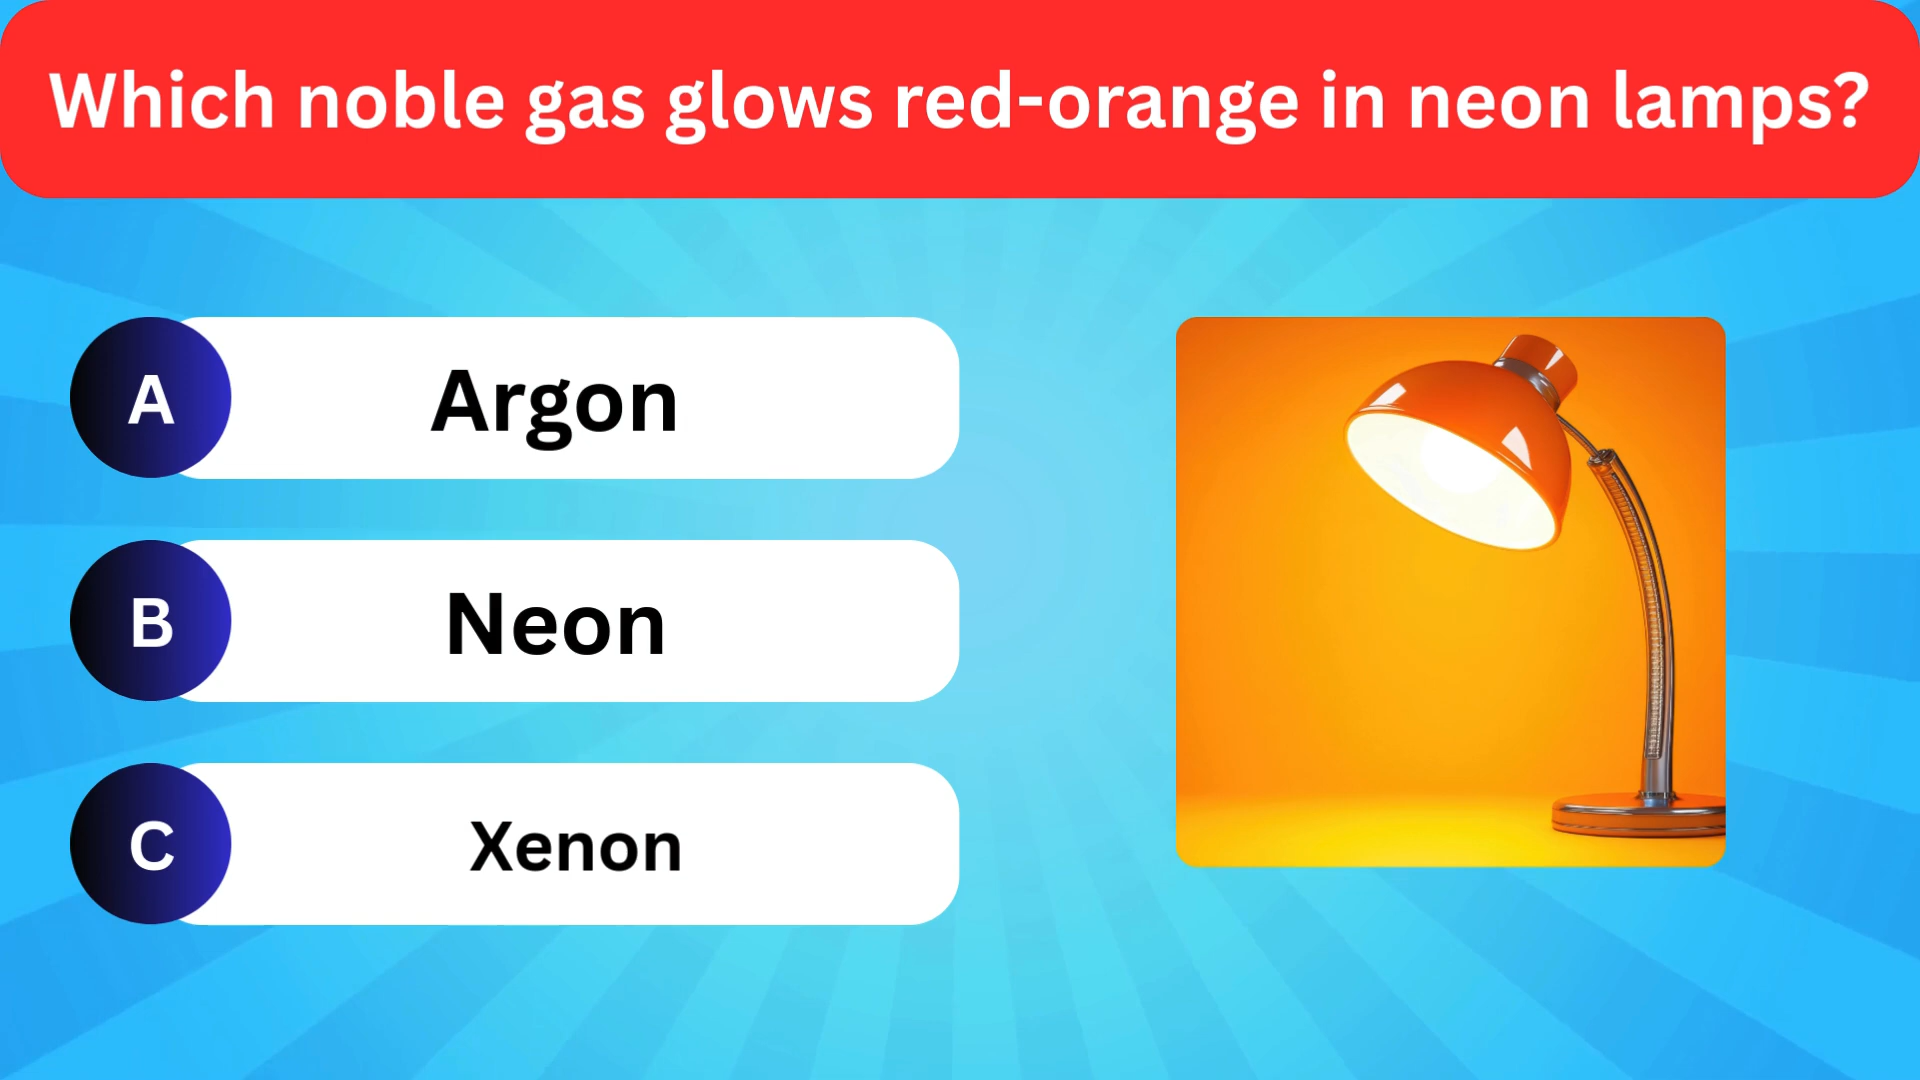 Which noble gas glows red-orange in neon lamps?
A Argon
B Neon
C Xenon